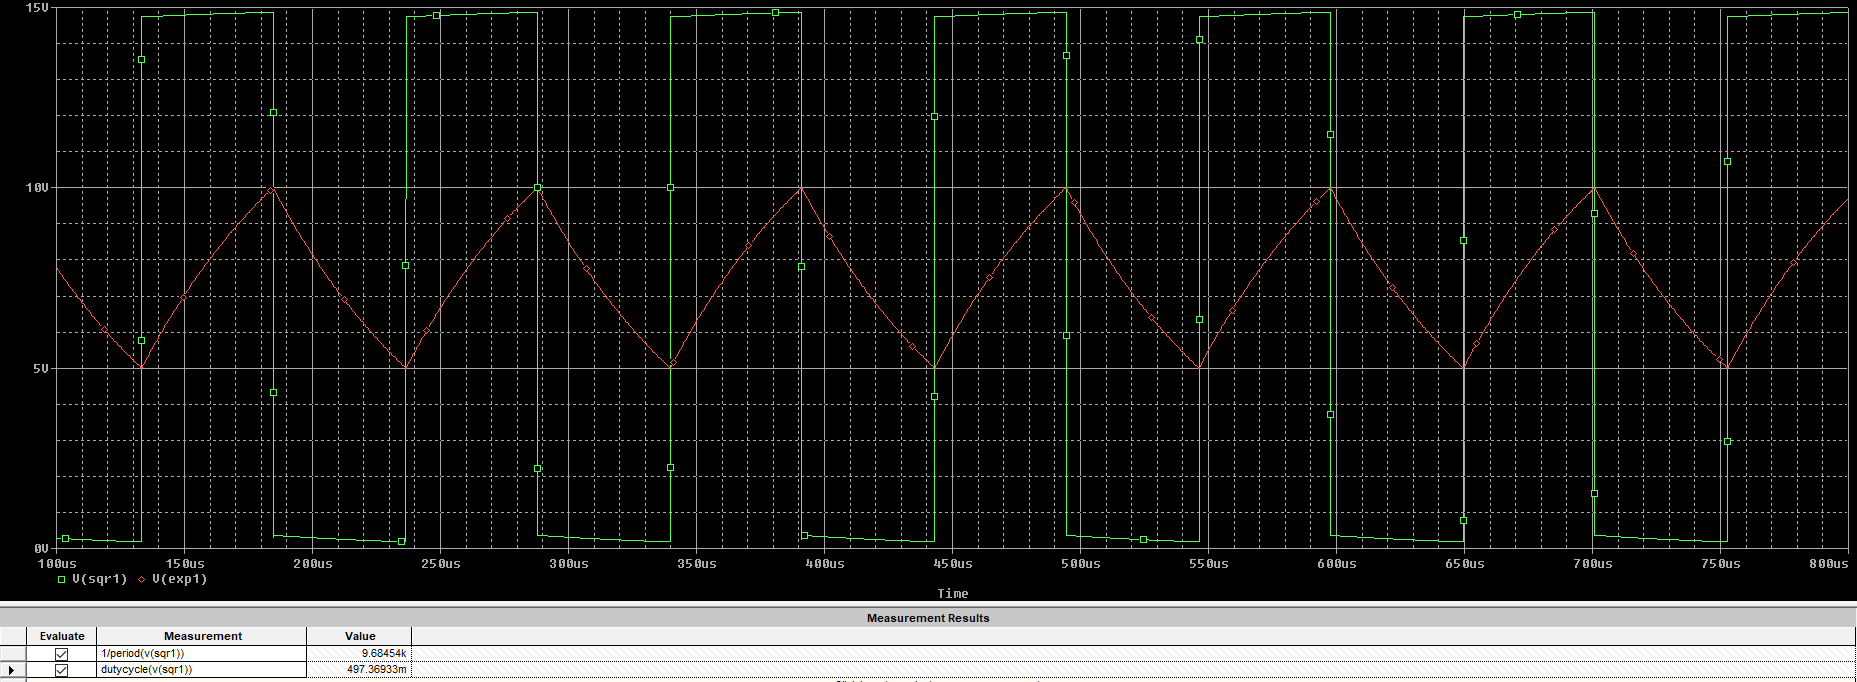 15V
10V
5V
0V
100us 150us 200us 250us 300us 350us 400us 450us 500us 550us 600us 650us 700us 750us 800us
V(sqr1) V(exp1)
Time
Measurement Results
Evaluate Measurement Value
1/period(v(sqr1)) 9.68454k
dutycycle(v(sqr1)) 497.36933m